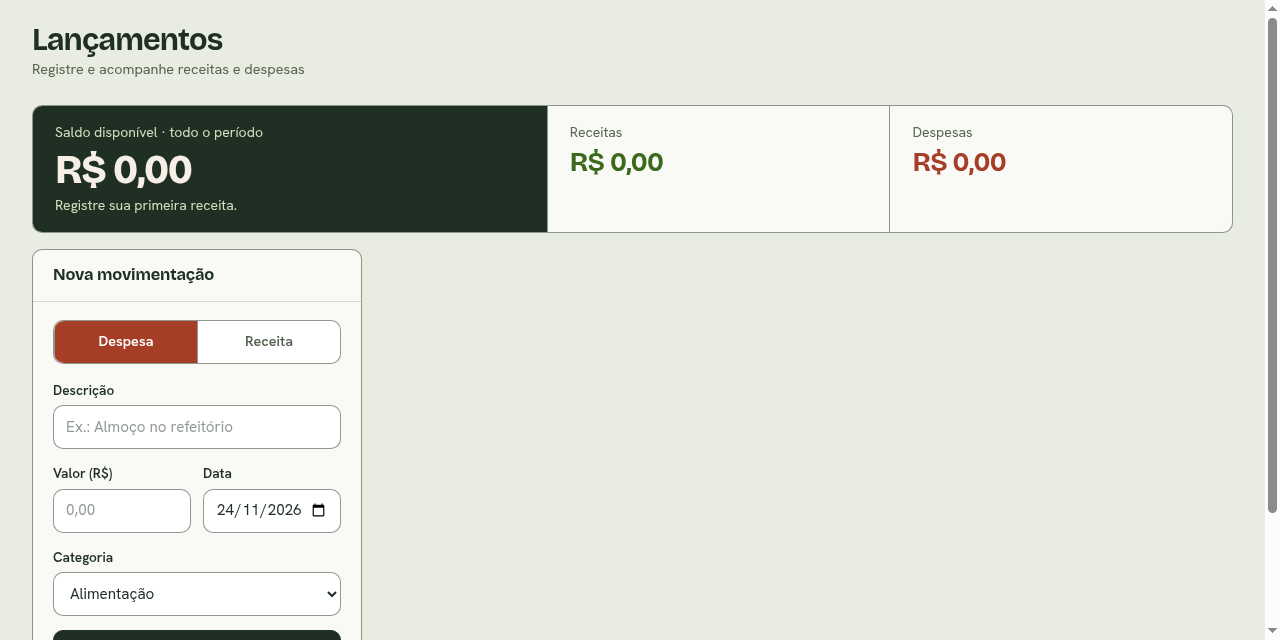 Lançamentos
Registre e acompanhe receitas e despesas
Saldo disponível · todo o período
R$ 0,00
Registre sua primeira receita.
Receitas
R$ 0,00
Despesas
R$ 0,00
Nova movimentação
Despesa
Receita
Descrição
Ex.: Almoço no refeitório
Valor (R$)
Data
0,00
24/11/2026
Categoria
Alimentação